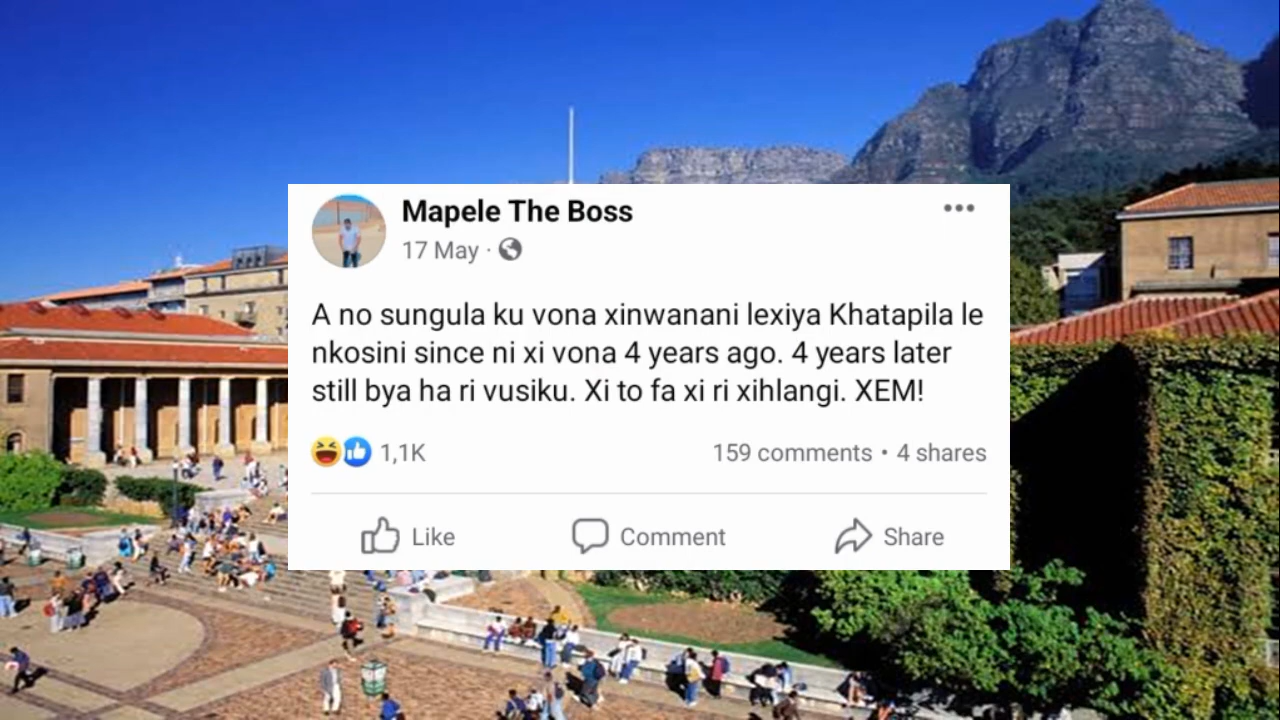 Mapele The Boss
17 May ·
A no sungula ku vona xinwanani lexiya Khatapila le
nkosini since ni xi vona 4 years ago. 4 years later
still bya ha ri vusiku. Xi to fa xi ri xihlangi. XEM!
1,1K
159 comments • 4 shares
Like
Comment
Share